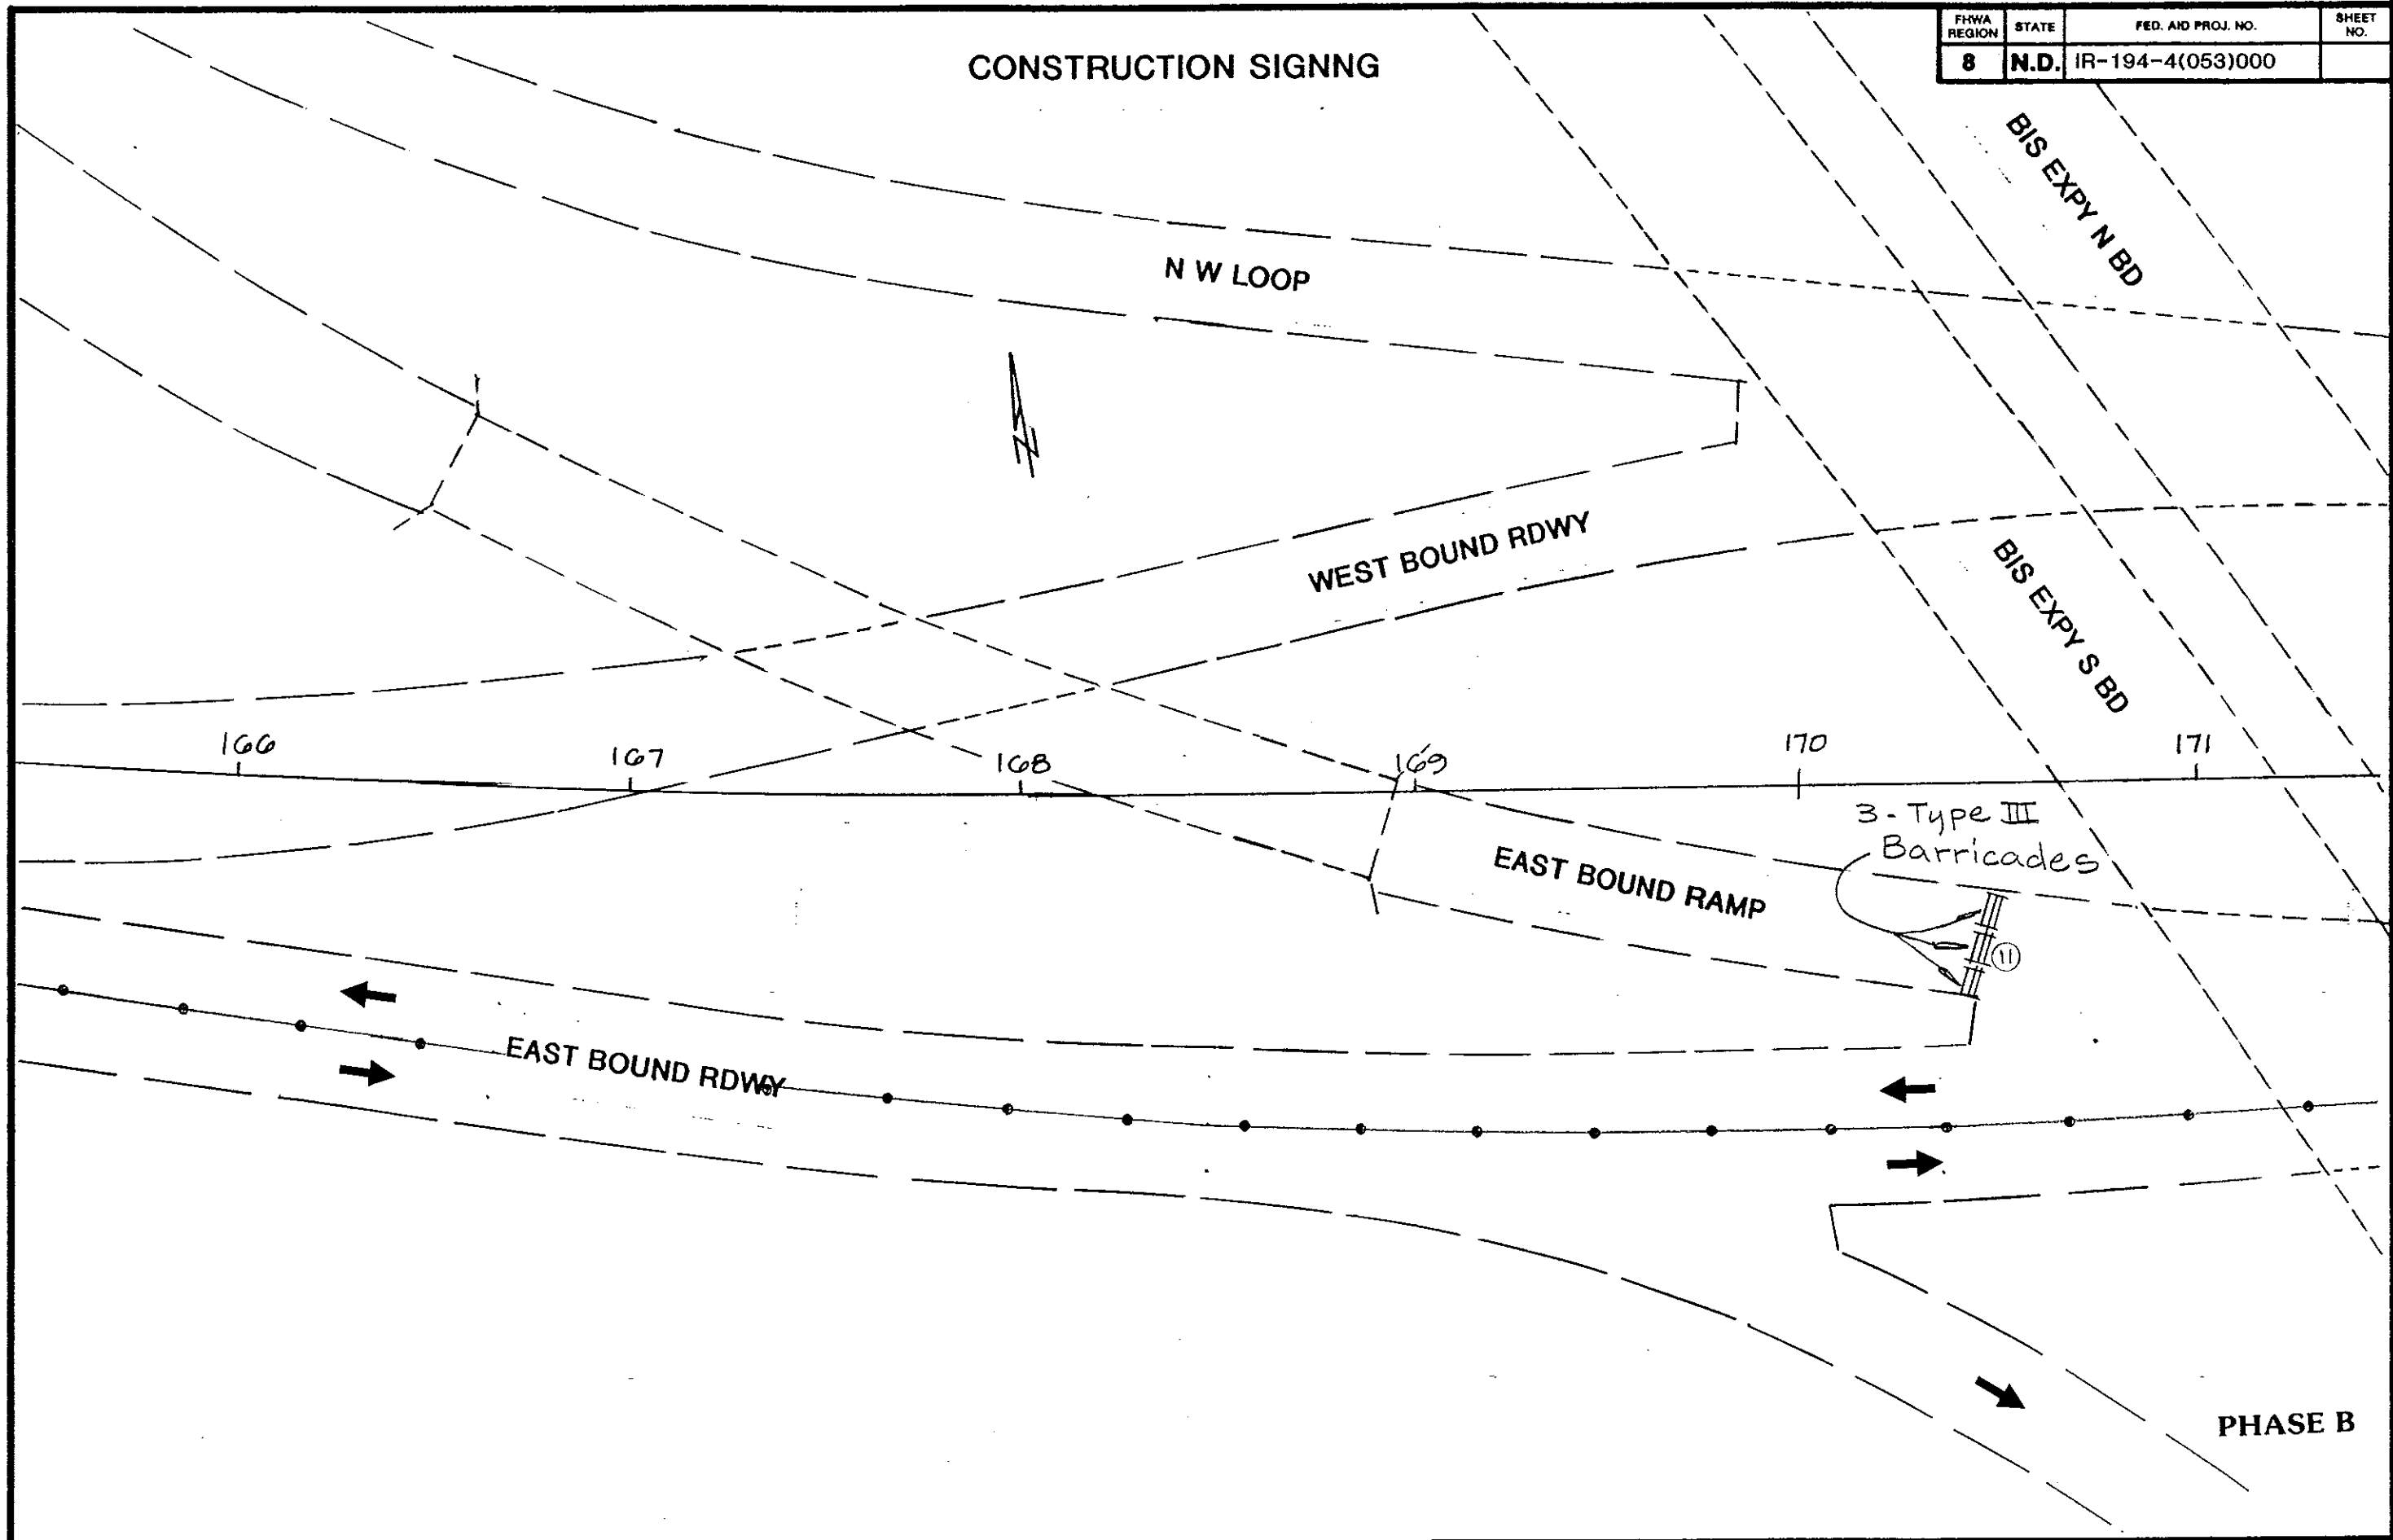 CONSTRUCTION SIGNNG
FHWA REGION
STATE
FED. AID PROJ. NO.
SHEET NO.
8
N.D.
IR-194-4(053)000
BIS EXPY N BD
N W LOOP
N
WEST BOUND RDWY
BIS EXPY S BD
166
167
168
169
170
171
3 - Type III
Barricades
EAST BOUND RAMP
11
EAST BOUND RDWY
PHASE B